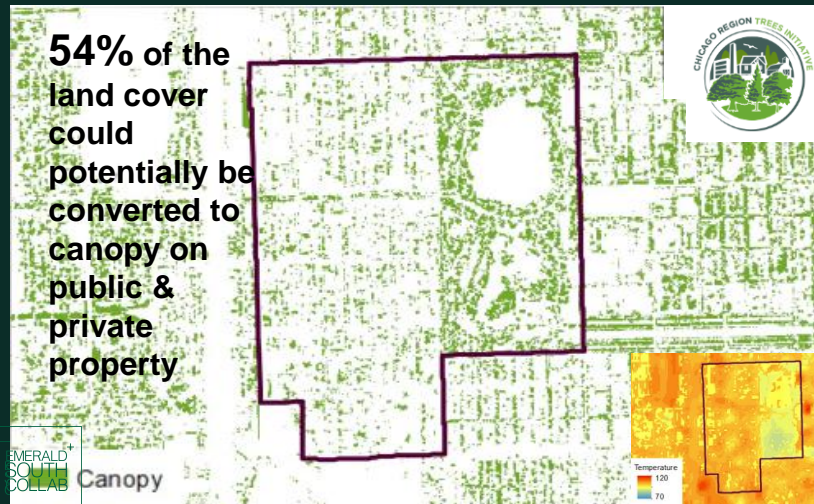 54% of the
land cover
could
potentially be
converted to
canopy on
public &
private
property
CHICAGO REGION TREES INITIATIVE
EMERALD+
SOUTH
COLLAB
Canopy
Temperature
120
70